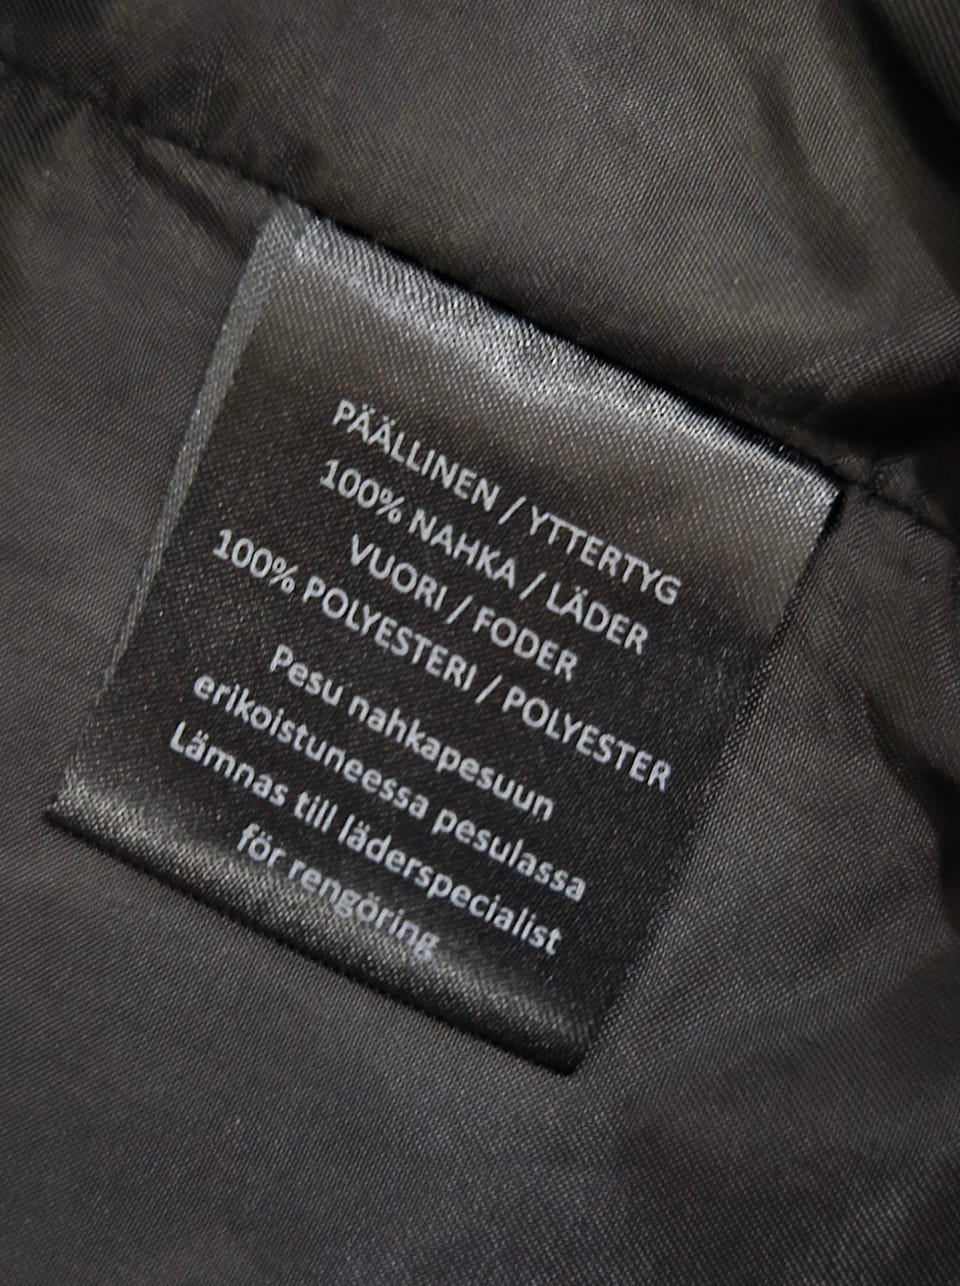 PÄÄLLINEN / YTTERTYG
100% NAHKA / LÄDER
VUORI / FODER
100% POLYESTERI / POLYESTER
Pesu nahkapesuun
erikoistuneessa pesulassa
Lämnas till läderspecialist
för rengöring